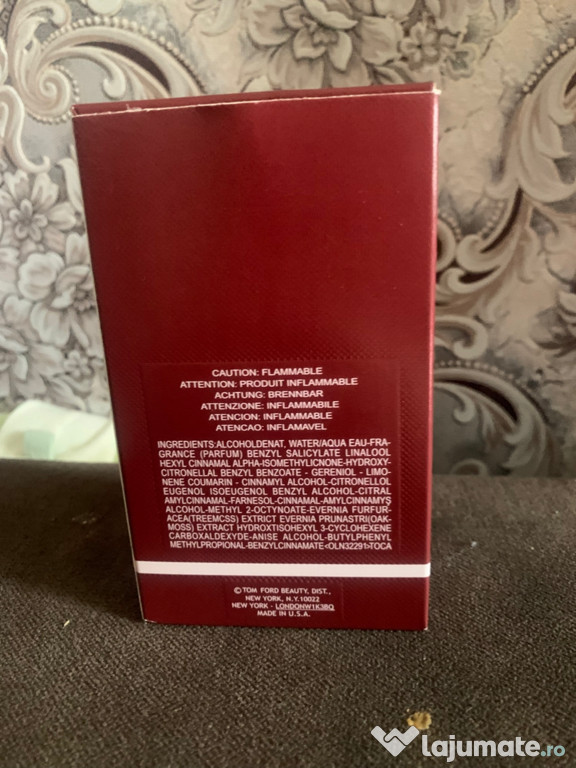 CAUTION: FLAMMABLE
ATTENTION: PRODUIT INFLAMMABLE
ACHTUNG: BRENNBAR
ATTENZIONE: INFLAMMABILE
ATENCION: INFLAMMABLE
ATENCAO: INFLAMAVEL
INGREDIENTS:ALCOHOLDENAT, WATER/AQUA EAU-FRA-
GRANCE (PARFUM) BENZYL SALICYLATE LINALOOL
HEXYL CINNAMAL ALPHA-ISOMETHYLICNONE-HYDROXY-
CITRONELLAL BENZYL BENZOATE - GERENIOL - LIMO-
NENE COUMARIN - CINNAMYL ALCOHOL-CITRONELLOL
EUGENOL ISOEUGENOL BENZYL ALCOHOL-CITRAL
AMYLCINNAMAL-FARNESOL-CINNAMAL-AMYLCINNAMYS
ALCOHOL-METHYL 2-OCTYNOATE-EVERNIA FURFUR-
ACEA(TREEMCSS) EXTRICT EVERNIA PRUNASTRI(OAK-
MOSS) EXTRACT HYDROXTISOHEXYL 3-CYCLOHEXENE
CARBOXALDEXYDE-ANISE ALCOHOL-BUTYLPHENYL
METHYLPROPIONAL-BENZYLCINNAMATE<OLN32291>TOCA
© TOM FORD BEAUTY, DIST.,
NEW YORK, N.Y.10022
NEW YORK - LONDONW1K3BQ
MADE IN U.S.A.
lajumate.ro